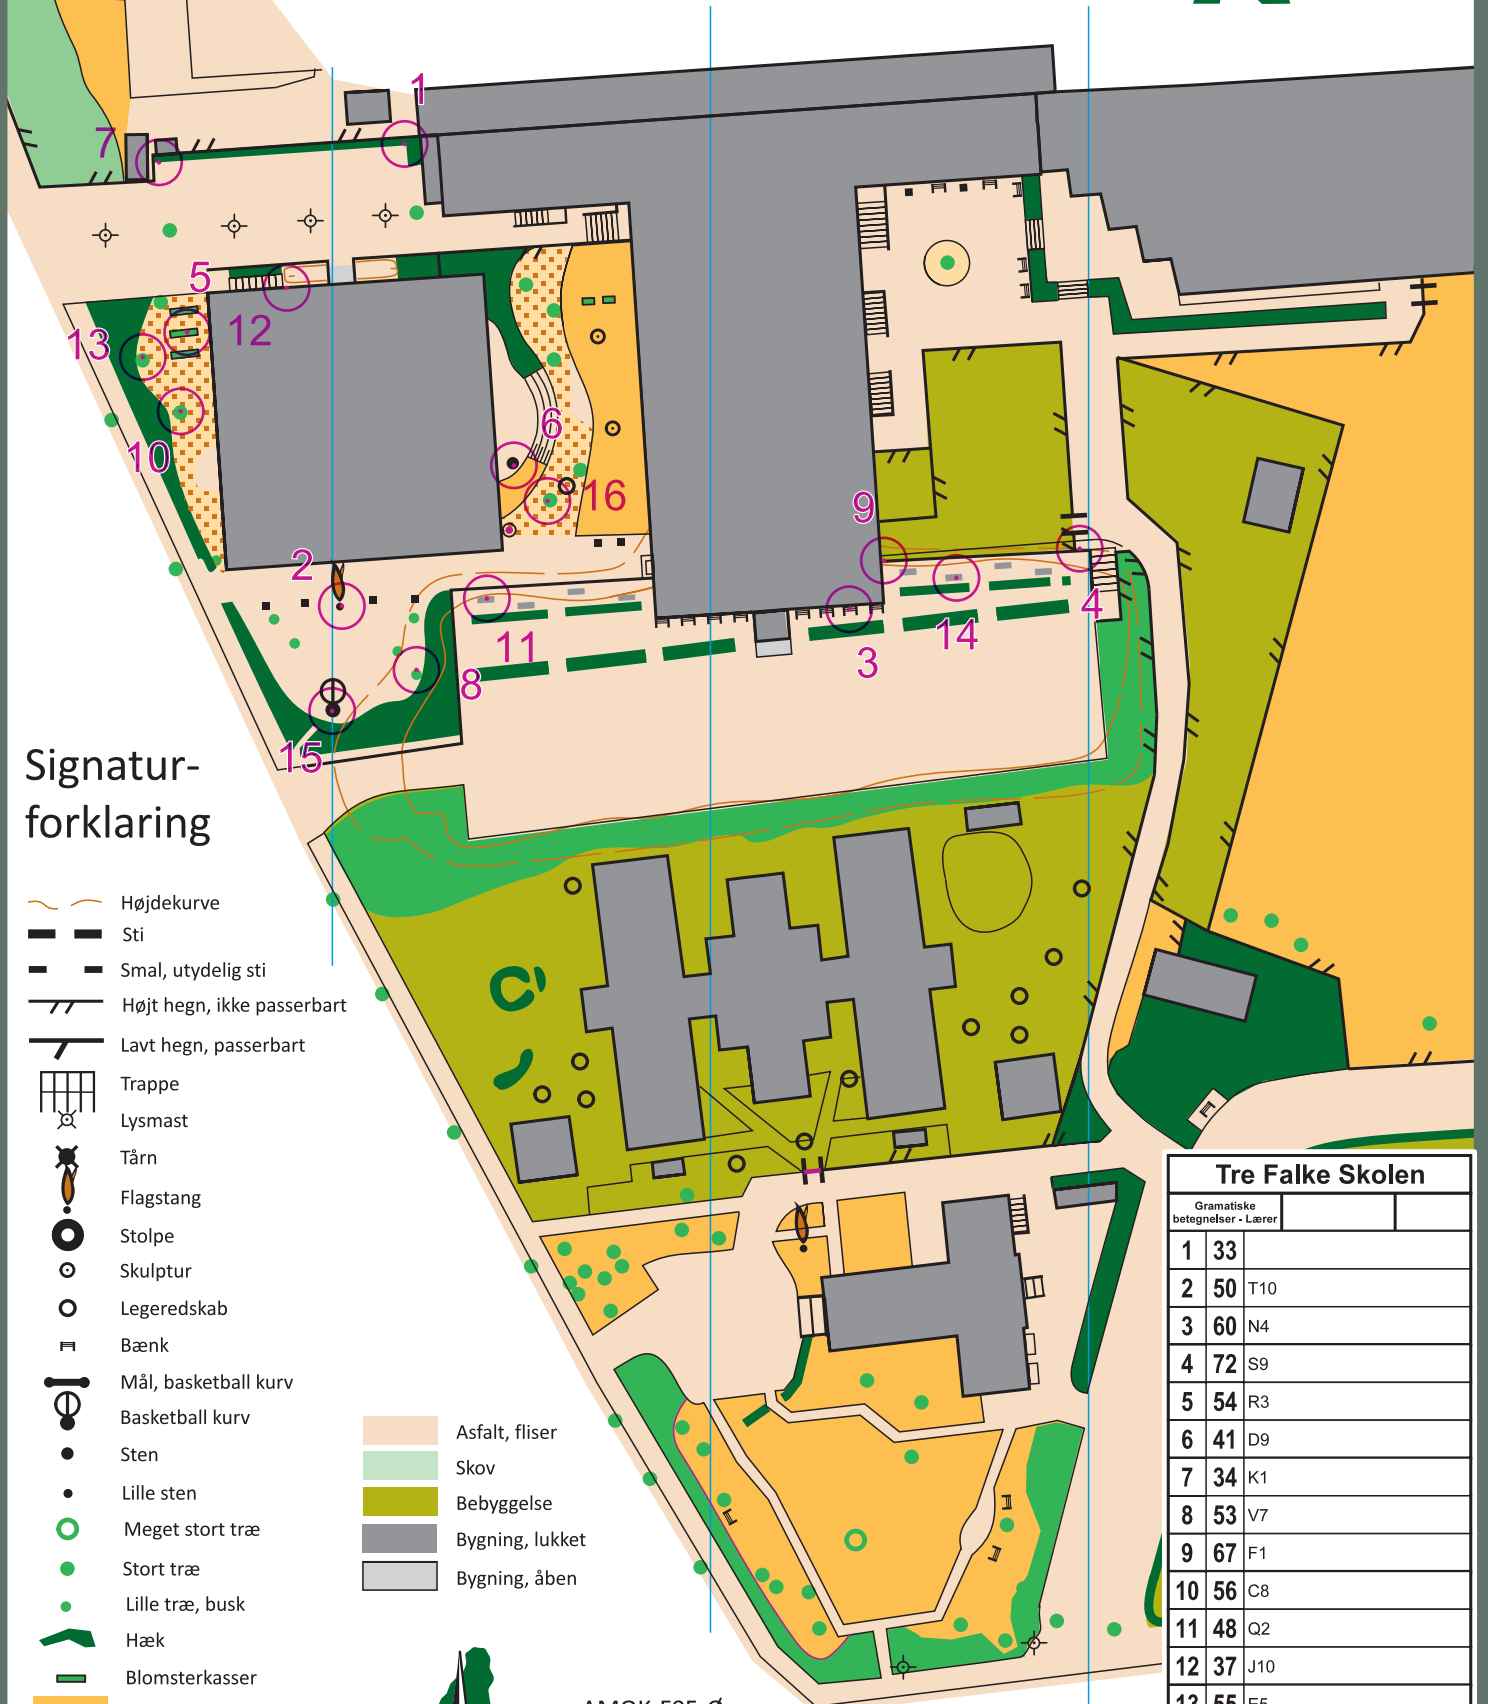 1
7
5
12
13
10
6
16
9
2
11
8
3
14
4
15
Signatur-
forklaring
Højdekurve
Sti
Smal, utydelig sti
Højt hegn, ikke passerbart
Lavt hegn, passerbart
Trappe
Lysmast
Tårn
Flagstang
Stolpe
Skulptur
Legeredskab
Bænk
Mål, basketball kurv
Basketball kurv
Sten
Lille sten
Meget stort træ
Stort træ
Lille træ, busk
Hæk
Blomsterkasser
Asfalt, fliser
Skov
Bebyggelse
Bygning, lukket
Bygning, åben
Tre Falke Skolen
Gramatiske
betegnelser - Lærer
1 33
2 50 T10
3 60 N4
4 72 S9
5 54 R3
6 41 D9
7 34 K1
8 53 V7
9 67 F1
10 56 C8
11 48 Q2
12 37 J10
13 55 E5